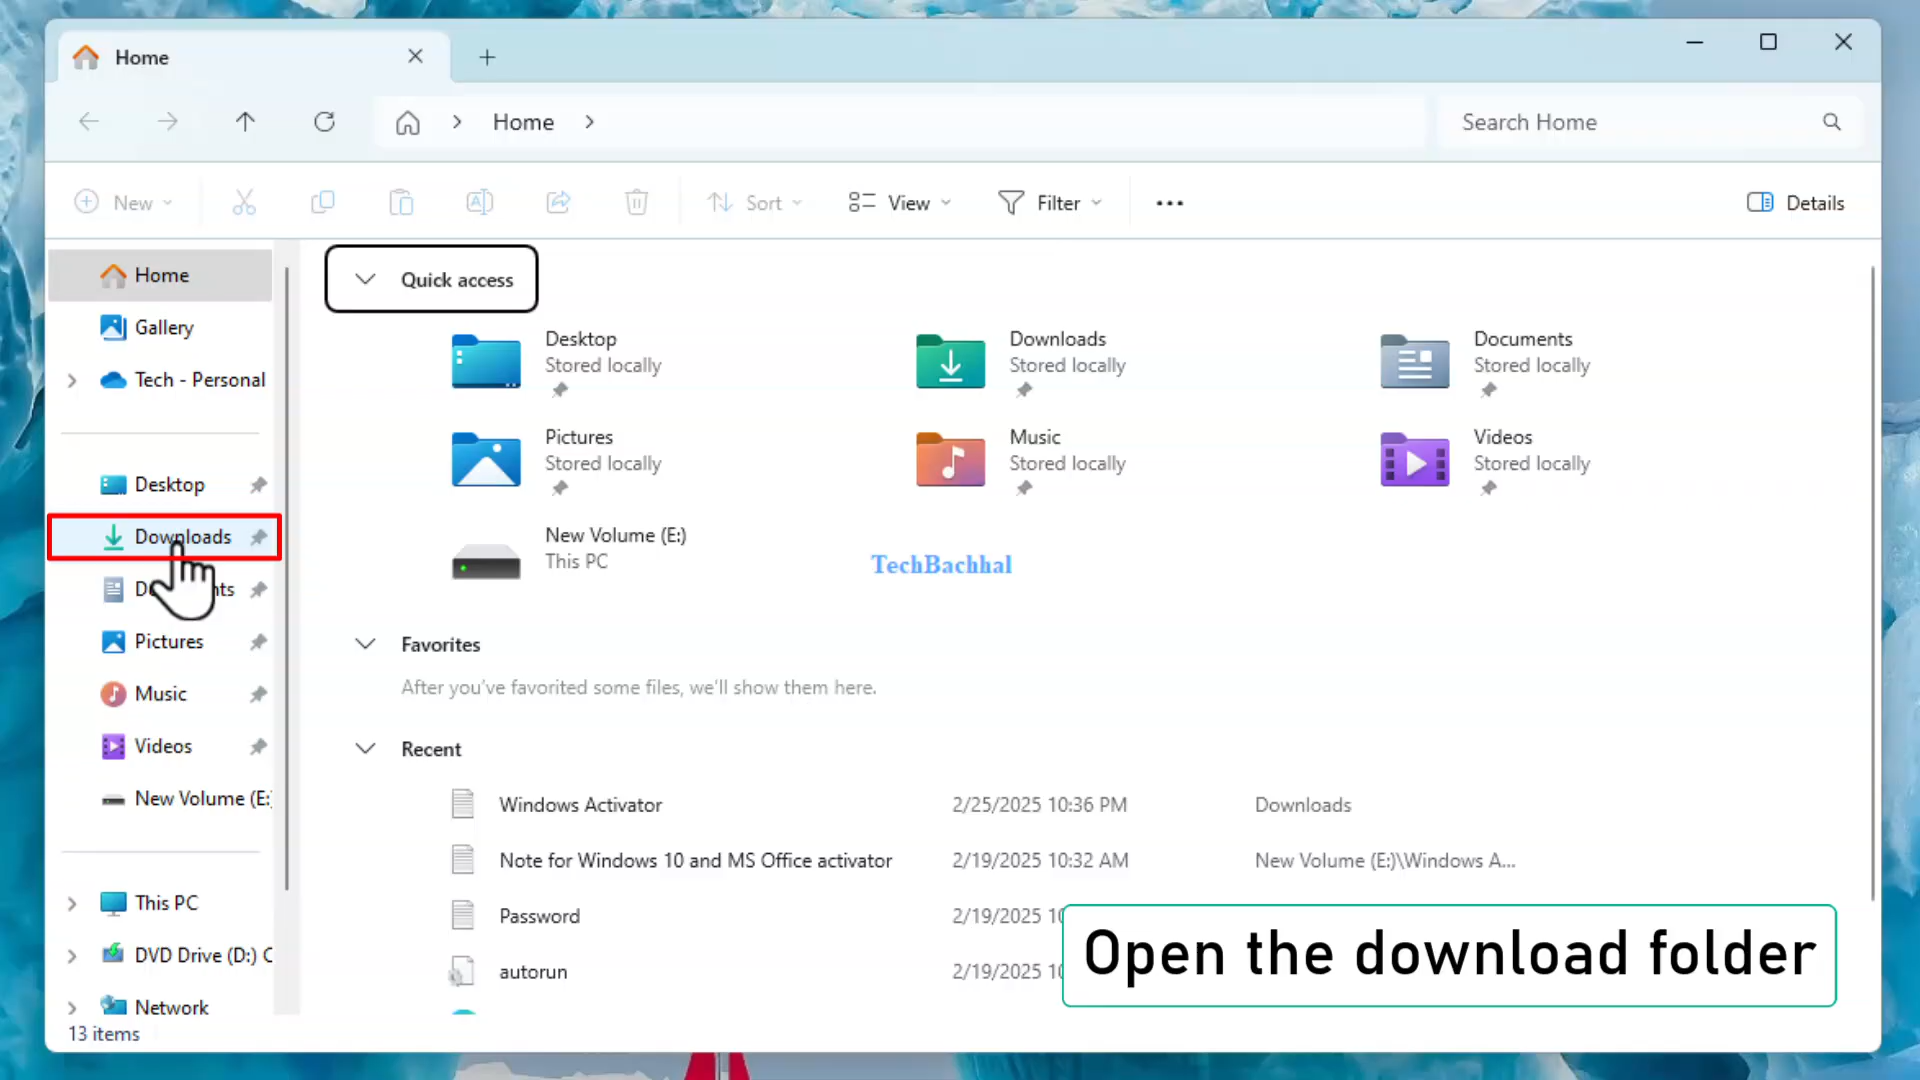 Home
Home
Search Home
New
Sort
View
Filter
Details
Home
Gallery
Tech - Personal
Desktop
Downloads
Pictures
Music
Videos
New Volume (E:
This PC
DVD Drive (D:) C
Network
13 items
Quick access
Desktop
Stored locally
Downloads
Stored locally
Documents
Stored locally
Pictures
Stored locally
Music
Stored locally
Videos
Stored locally
New Volume (E:)
This PC
TechBachhal
Favorites
After you've favorited some files, we'll show them here.
Recent
Windows Activator 2/25/2025 10:36 PM Downloads
Note for Windows 10 and MS Office activator 2/19/2025 10:32 AM New Volume (E:)\Windows A...
Password 2/19/2025 10
autorun 2/19/2025 10
Open the download folder